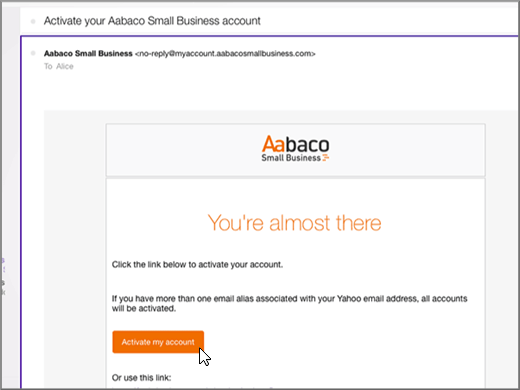 Activate your Aabaco Small Business account
Aabaco Small Business <no-reply@myaccount.aabacosmallbusiness.com>
To Alice
Aabaco
Small Business
You're almost there
Click the link below to activate your account.
If you have more than one email alias associated with your Yahoo email address, all accounts
will be activated.
Activate my account
Or use this link: